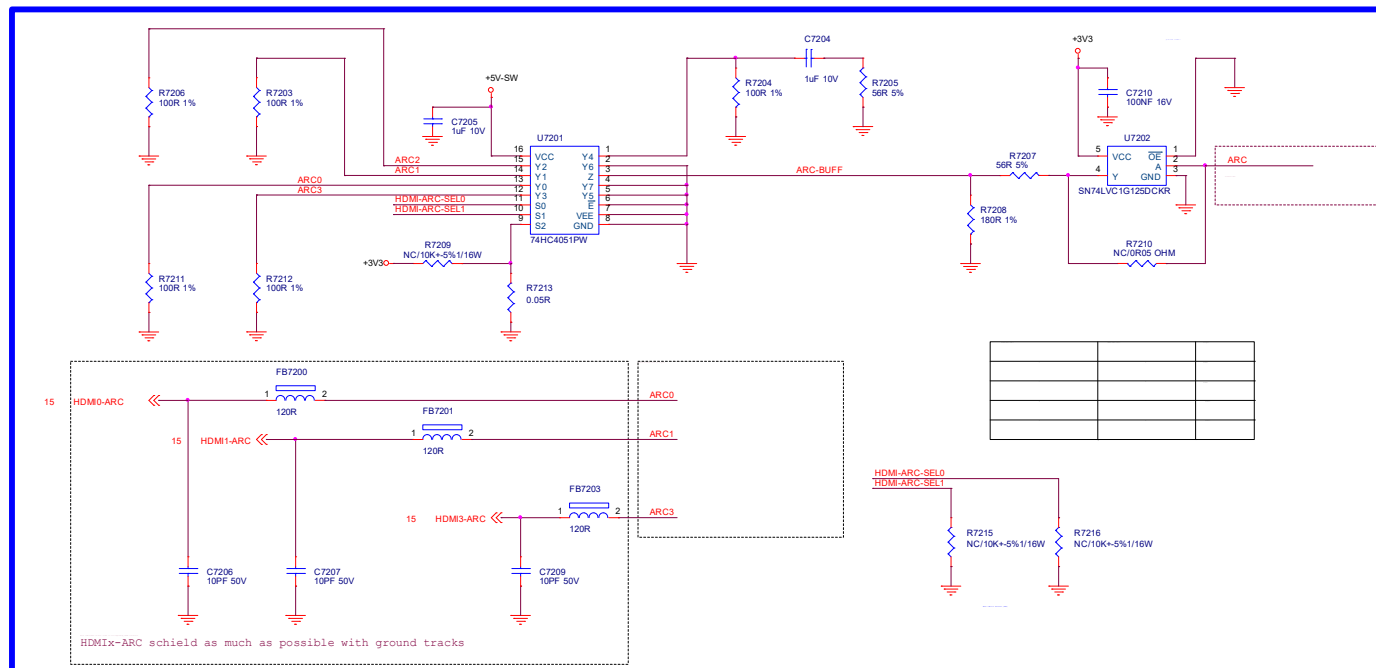 C7204
1uF 10V
R7204
100R 1%
R7205
56R 5%
+3V3
C7210
100NF 16V
R7206
100R 1%
R7203
100R 1%
+5V-SW
C7205
1uF 10V
U7201
16 VCC Y4 1
15 Y2 Y6 2
14 Y1 Z 3
13 Y0 Y7 4
12 Y3 Y5 5
11 S0 E 6
10 S1 VEE 7
9 S2 GND 8
74HC4051PW
ARC2
ARC1
ARC0
ARC3
HDMI-ARC-SEL0
HDMI-ARC-SEL1
ARC-BUFF
R7207
56R 5%
U7202
5 VCC OE 1
A 2
4 Y GND 3
SN74LVC1G125DCKR
ARC
R7208
180R 1%
R7210
NC/0R05 OHM
R7209
NC/10K+-5%1/16W
+3V3
R7213
0.05R
R7211
100R 1%
R7212
100R 1%
15 HDMI0-ARC
FB7200
1 2
120R
ARC0
15 HDMI1-ARC
FB7201
1 2
120R
ARC1
15 HDMI3-ARC
FB7203
1 2
120R
ARC3
C7206
10PF 50V
C7207
10PF 50V
C7209
10PF 50V
HDMIx-ARC schield as much as possible with ground tracks
HDMI-ARC-SEL0
HDMI-ARC-SEL1
R7215
NC/10K+-5%1/16W
R7216
NC/10K+-5%1/16W